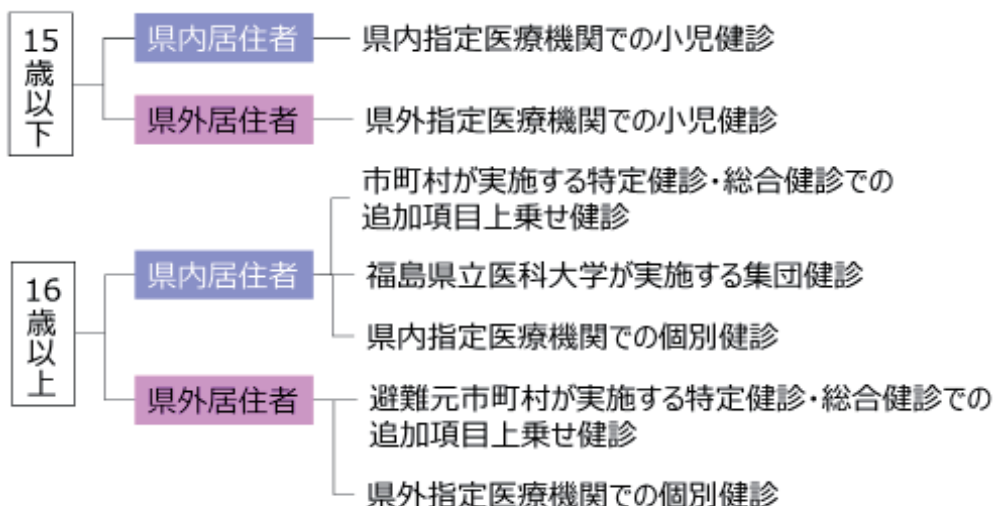 15歳以下
県内居住者
県内指定医療機関での小児健診
県外居住者
県外指定医療機関での小児健診
16歳以上
県内居住者
市町村が実施する特定健診・総合健診での
追加項目上乗せ健診
福島県立医科大学が実施する集団健診
県内指定医療機関での個別健診
県外居住者
避難元市町村が実施する特定健診・総合健診での
追加項目上乗せ健診
県外指定医療機関での個別健診